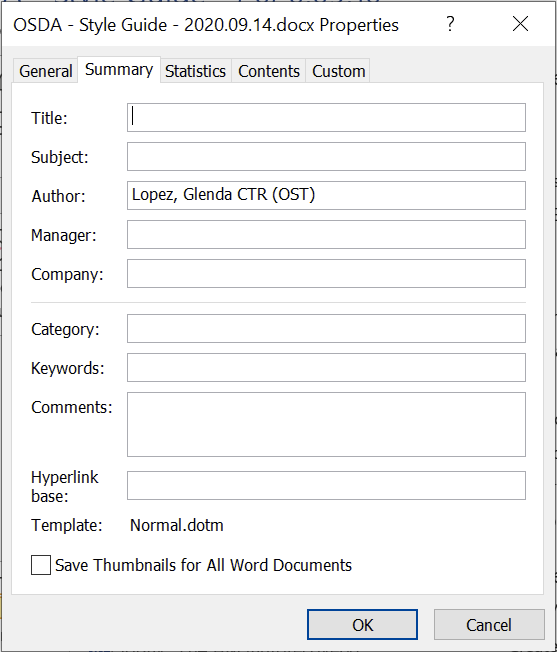 OSDA - Style Guide - 2020.09.14.docx Properties ?
General Summary Statistics Contents Custom
Title:
Subject:
Author: Lopez, Glenda CTR (OST)
Manager:
Company:
Category:
Keywords:
Comments:
Hyperlink
base:
Template: Normal.dotm
Save Thumbnails for All Word Documents
OK Cancel